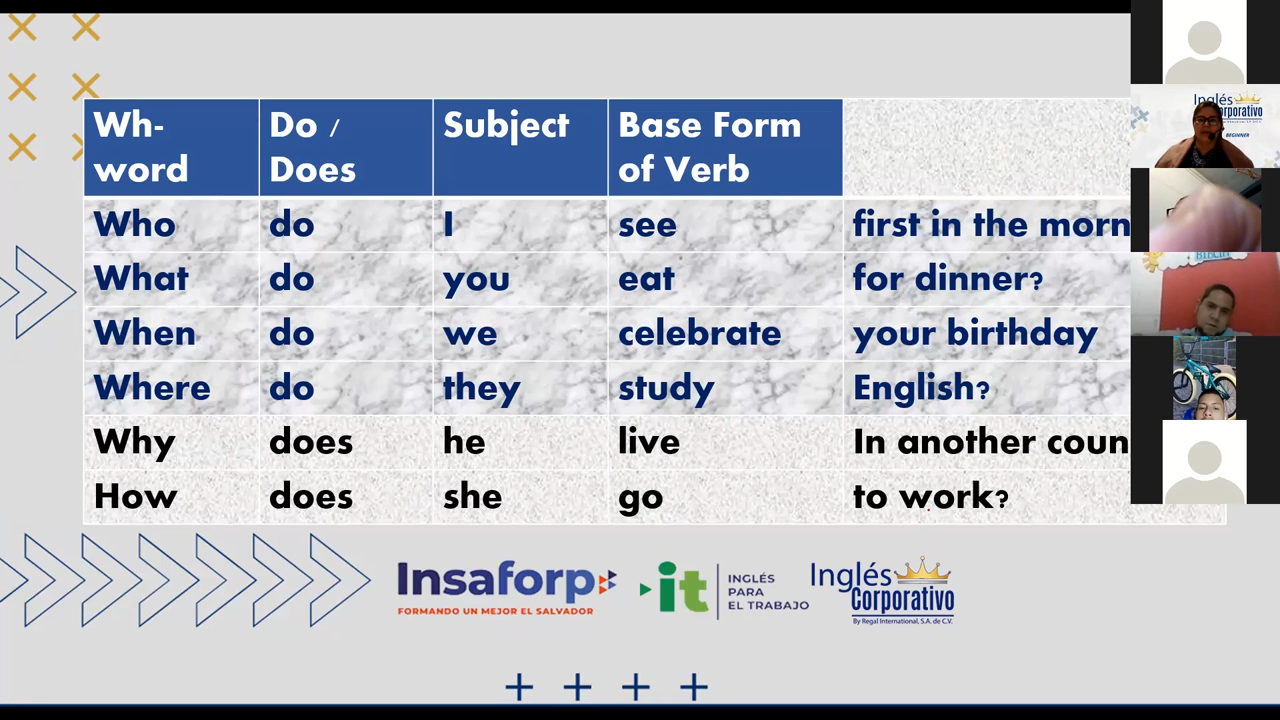 Wh-word Do / Does Subject Base Form of Verb
Who do I see first in the morn
What do you eat for dinner?
When do we celebrate your birthday
Where do they study English?
Why does he live In another coun
How does she go to work?
Insaforp
FORMANDO UN MEJOR EL SALVADOR
it
INGLÉS
PARA
EL TRABAJO
Inglés
Corporativo
By Regal International, S.A. de C.V.
Inglés
Corporativo
BEGINNER